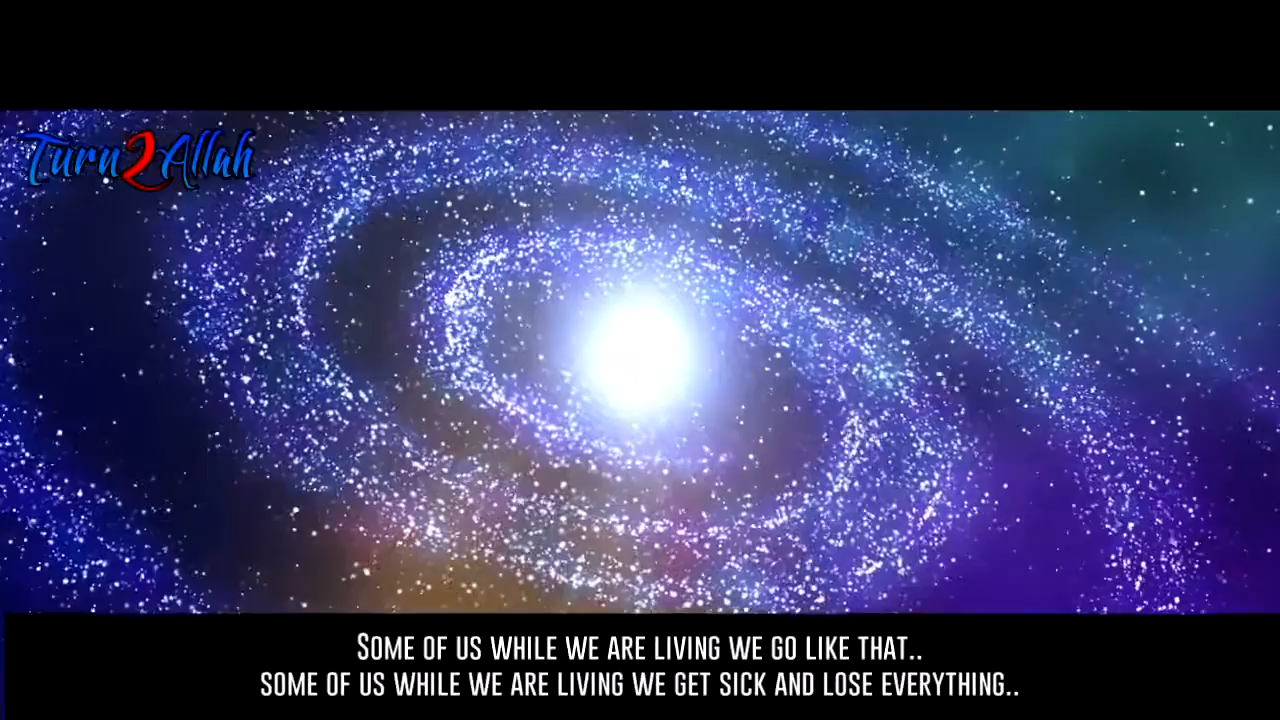 Turn2Allah
SOME OF US WHILE WE ARE LIVING WE GO LIKE THAT..
SOME OF US WHILE WE ARE LIVING WE GET SICK AND LOSE EVERYTHING..